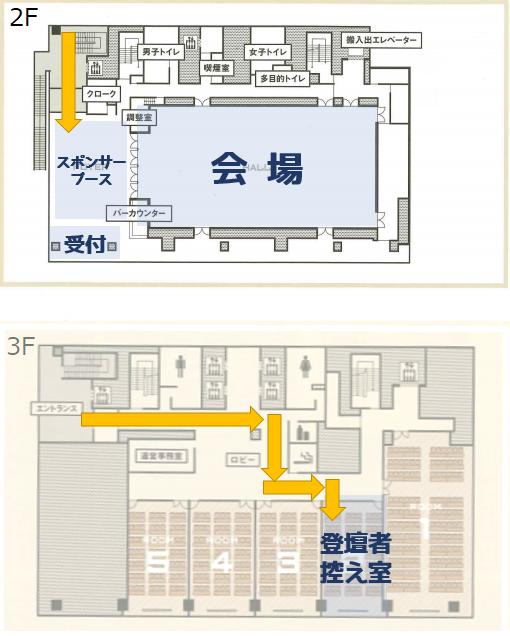 2F
男子トイレ
女子トイレ
搬入出エレベーター
喫煙室
多目的トイレ
クローク
調整室
スポンサー
ブース
会場
HALL
バーカウンター
受付
3F
エントランス
運営事務室
ロビー
ROOM
5
ROOM
4
ROOM
3
ROOM
1
登壇者
控え室